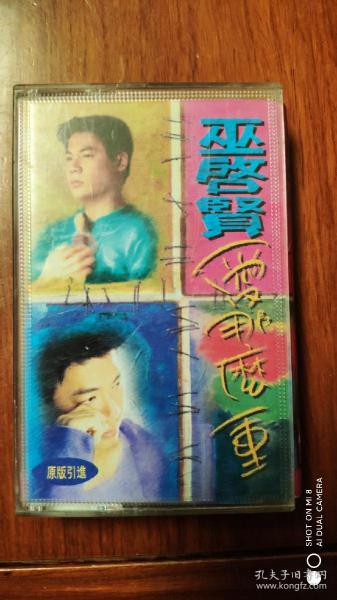 巫啓賢
愛那麼重
原版引進
SHOT ON MI 8
AI DUAL CAMERA
孔夫子旧书网
www.kongfz.com